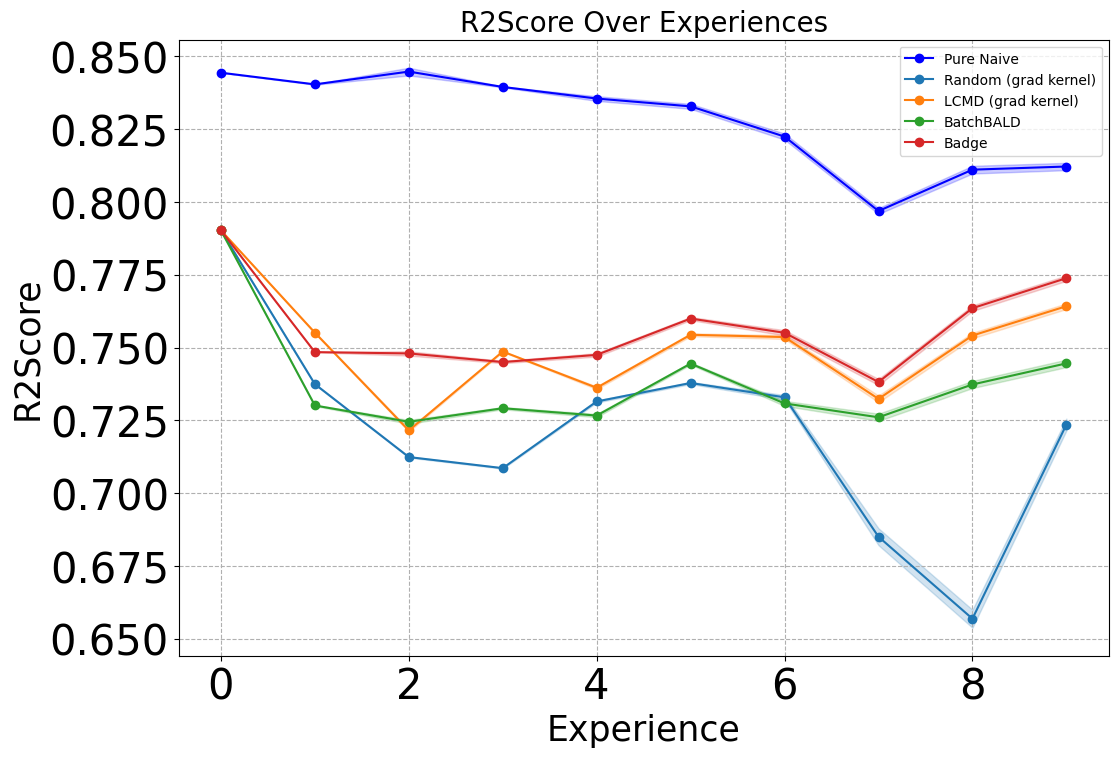 R2Score Over Experiences
0.850
0.825
0.800
0.775
0.750
0.725
0.700
0.675
0.650
R2Score
Pure Naive
Random (grad kernel)
LCMD (grad kernel)
BatchBALD
Badge
0 2 4 6 8
Experience